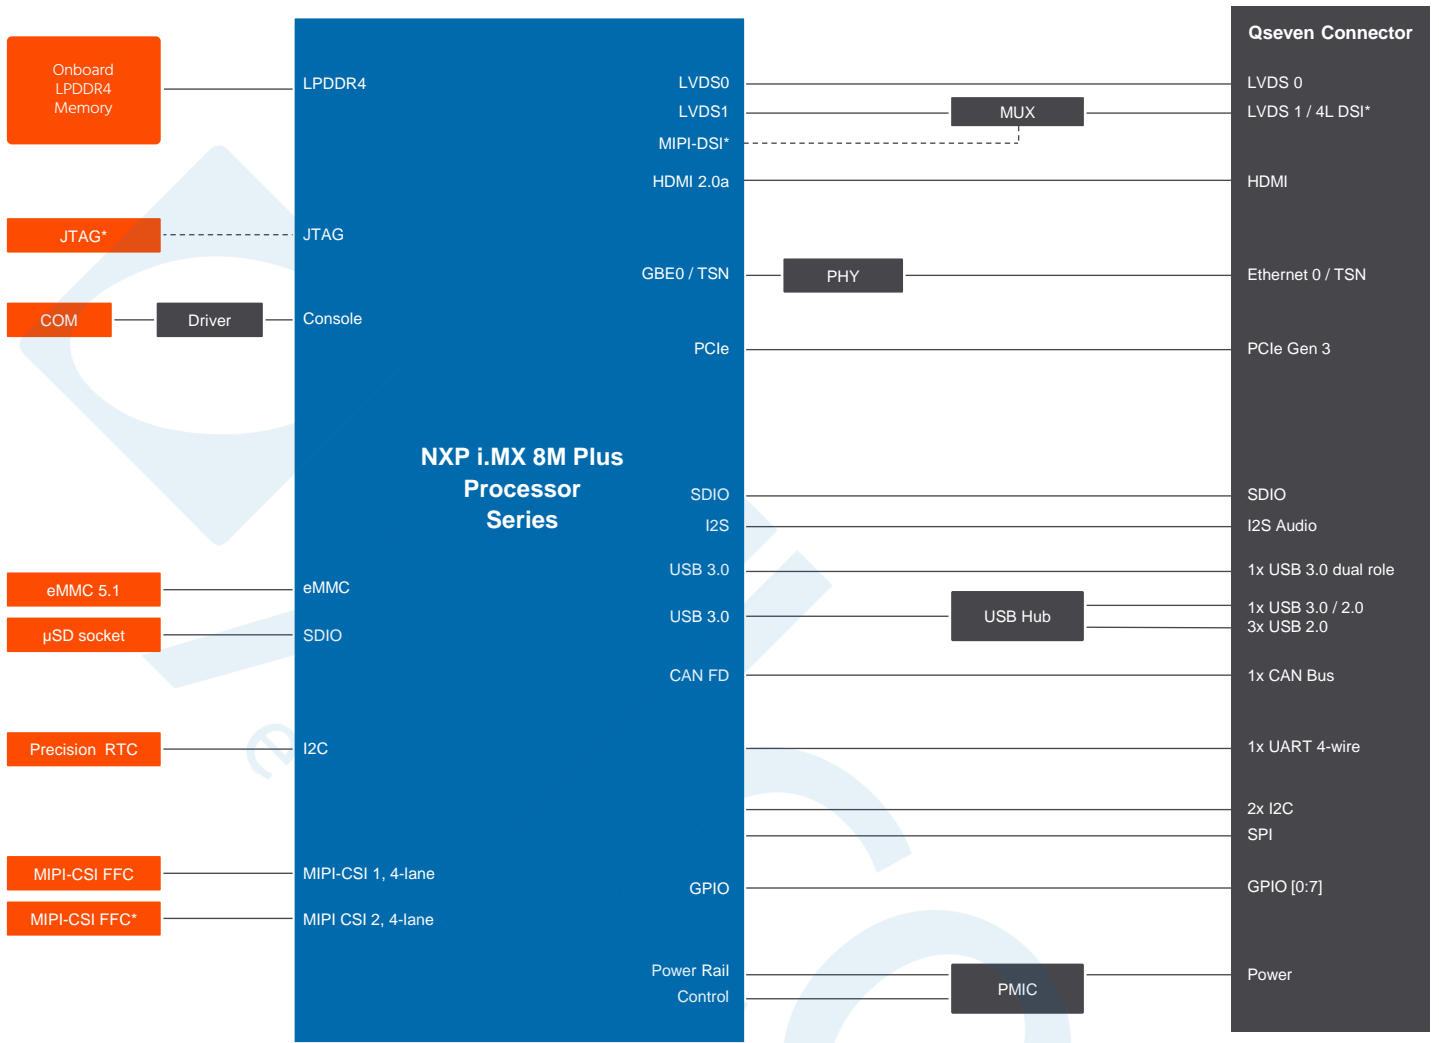 Qseven Connector
Onboard
LPDDR4
Memory
LPDDR4
LVDS0
LVDS 0
LVDS1
MUX
LVDS 1 / 4L DSI*
MIPI-DSI*
HDMI 2.0a
HDMI
JTAG*
JTAG
GBE0 / TSN
PHY
Ethernet 0 / TSN
COM
Driver
Console
PCIe
PCIe Gen 3
NXP i.MX 8M Plus
Processor
Series
SDIO
SDIO
I2S
I2S Audio
USB 3.0
1x USB 3.0 dual role
eMMC 5.1
eMMC
USB 3.0
USB Hub
1x USB 3.0 / 2.0
3x USB 2.0
µSD socket
SDIO
CAN FD
1x CAN Bus
Precision RTC
I2C
1x UART 4-wire
2x I2C
SPI
MIPI-CSI FFC
MIPI-CSI 1, 4-lane
GPIO
GPIO [0:7]
MIPI-CSI FFC*
MIPI CSI 2, 4-lane
Power Rail
Control
PMIC
Power